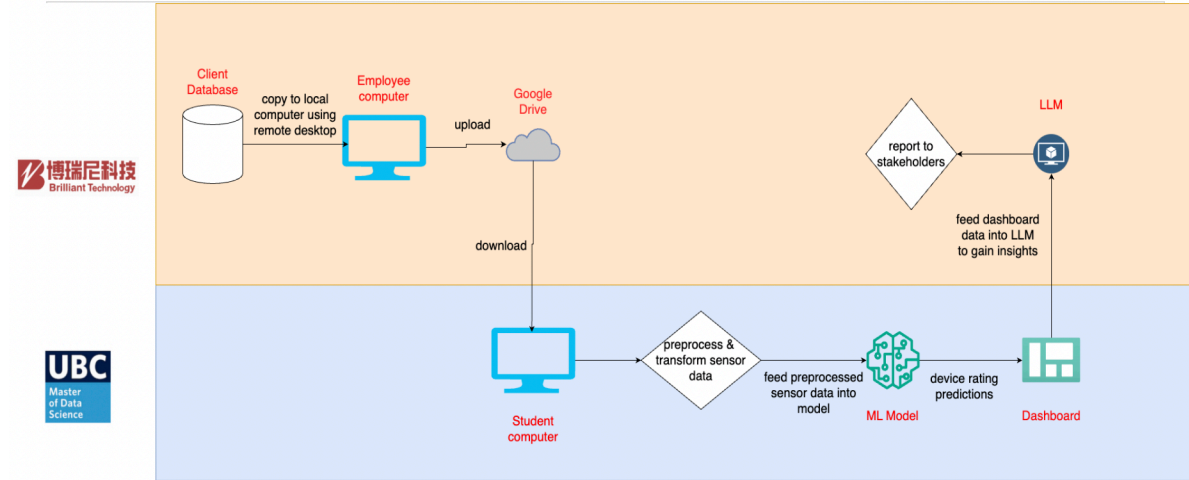 Client
Database
copy to local
computer using
remote desktop
Employee
computer
upload
Google
Drive
LLM
report to
stakeholders
博瑞尼科技
Brilliant Technology
feed dashboard
data into LLM
to gain insights
download
UBC
Master
of Data
Science
preprocess &
transform sensor
data
feed preprocessed
sensor data into
model
device rating
predictions
Student
computer
ML Model
Dashboard